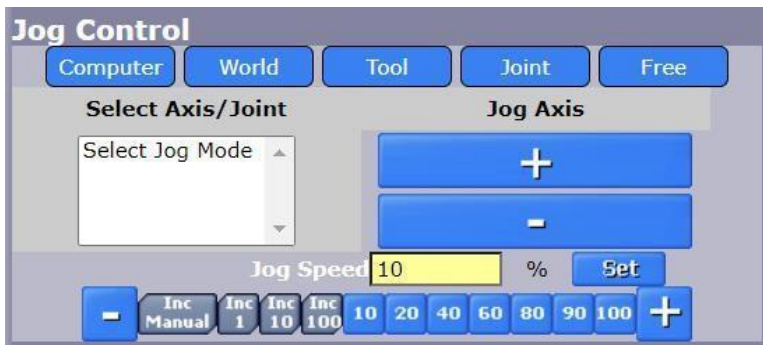 Jog Control
Computer World Tool Joint Free
Select Axis/Joint Jog Axis
Select Jog Mode
+
-
Jog Speed 10 % Set
- Inc Manual Inc 1 Inc 10 Inc 100 10 20 40 60 80 90 100 +